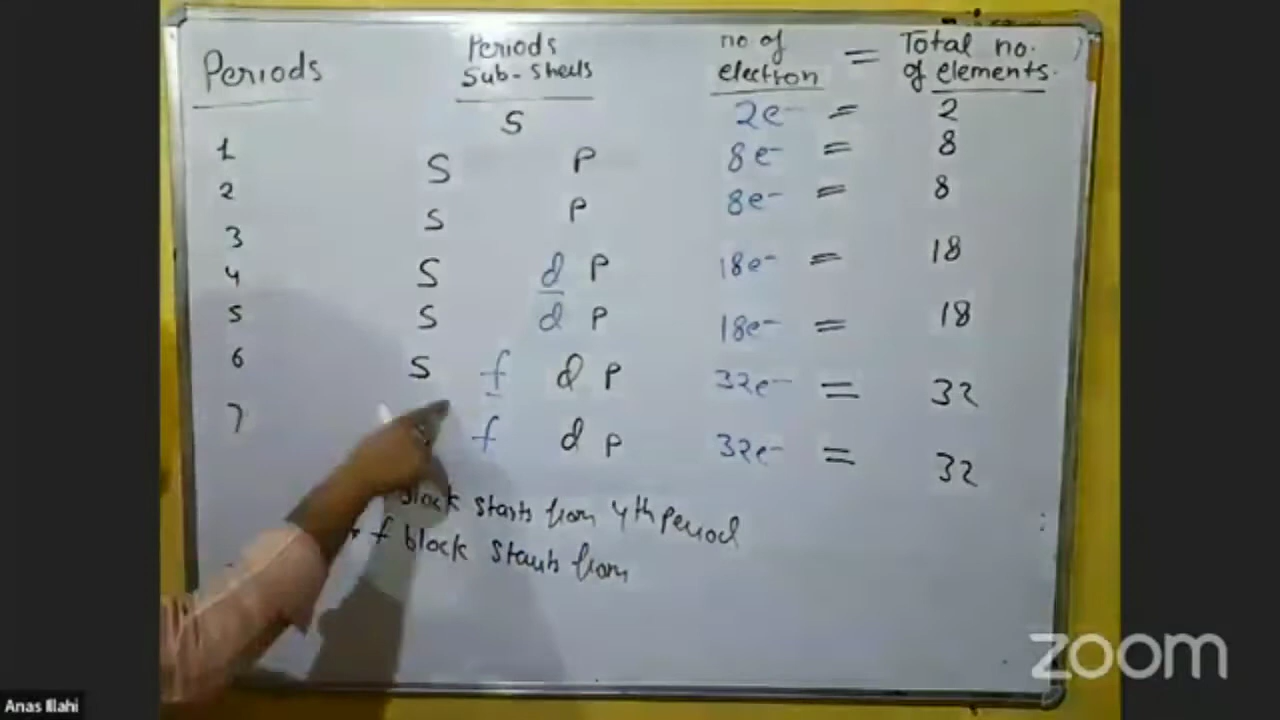 Periods
Periods
Sub-shells
no of
election
=
Total no.
of elements.
1 S 2e- = 2
2 S P 8e- = 8
3 S P 8e- = 8
4 S d P 18e- = 18
5 S d P 18e- = 18
6 S f d P 32e- = 32
7 f d P 32e- = 32
block starts from 4th period
* f block starts from
zoom
Anas Illahi